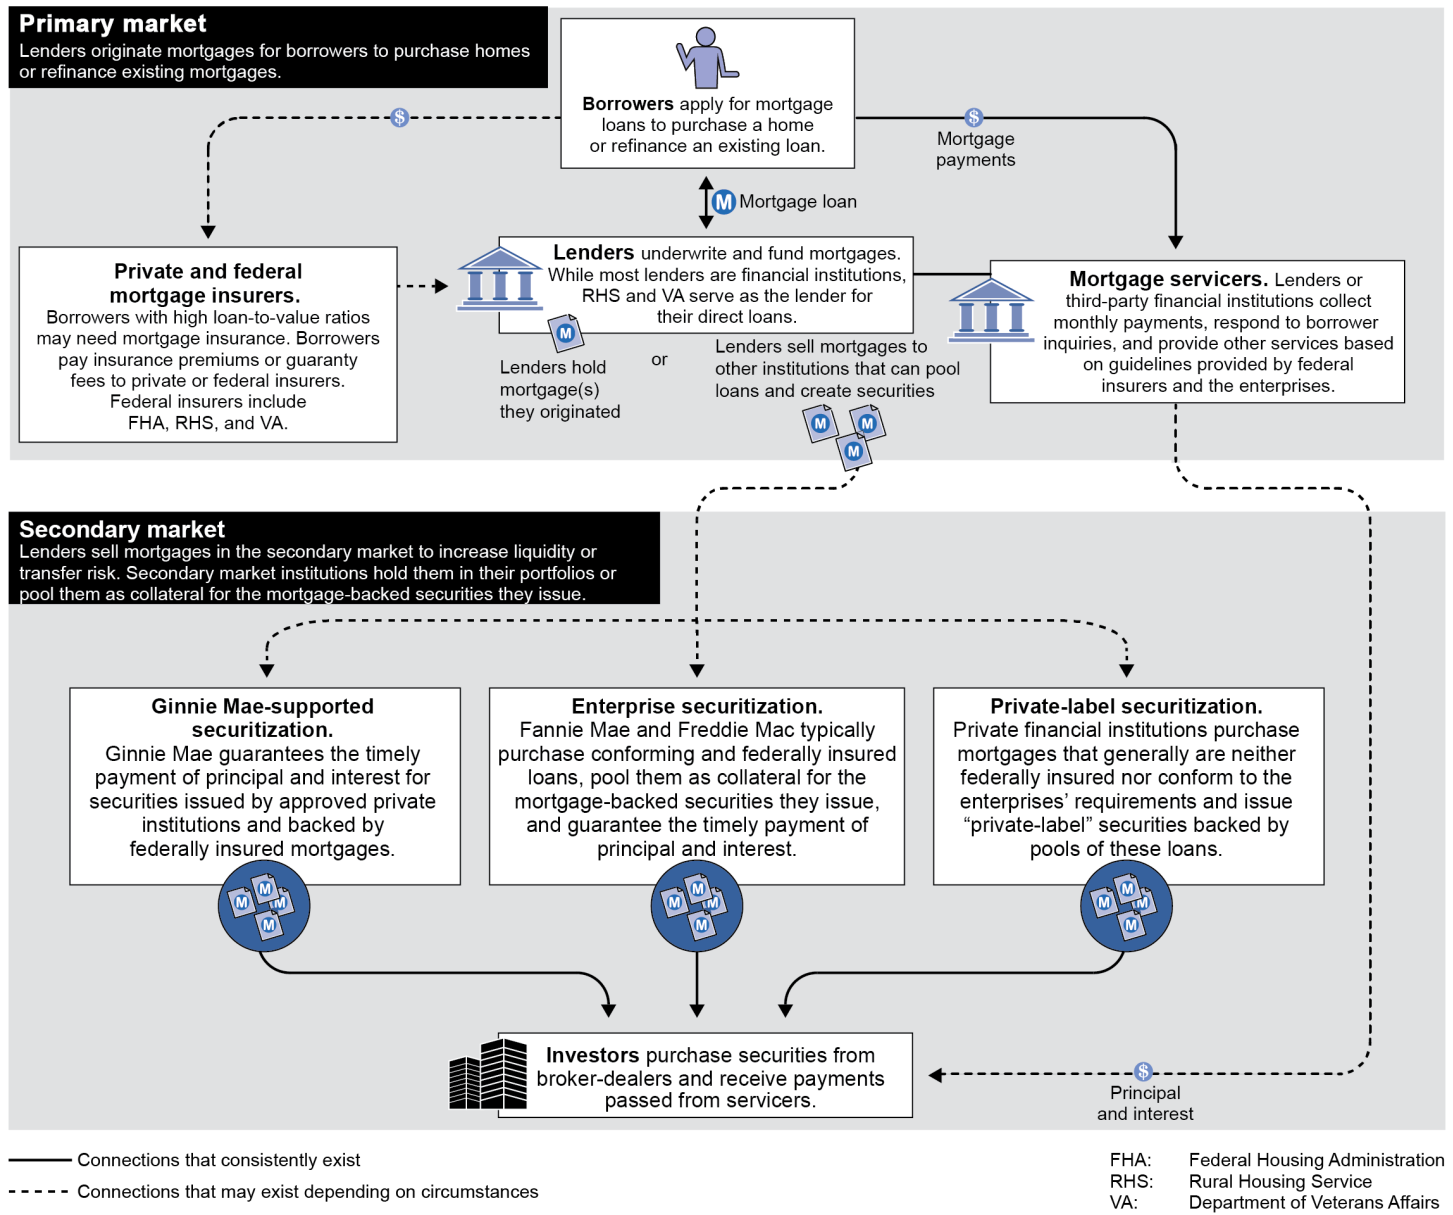 Primary market
Lenders originate mortgages for borrowers to purchase homes
or refinance existing mortgages.
Borrowers apply for mortgage
loans to purchase a home
or refinance an existing loan.
$
$
Mortgage
payments
M Mortgage loan
Private and federal
mortgage insurers.
Borrowers with high loan-to-value ratios
may need mortgage insurance. Borrowers
pay insurance premiums or guaranty
fees to private or federal insurers.
Federal insurers include
FHA, RHS, and VA.
Lenders underwrite and fund mortgages.
While most lenders are financial institutions,
RHS and VA serve as the lender for
their direct loans.
Mortgage servicers. Lenders or
third-party financial institutions collect
monthly payments, respond to borrower
inquiries, and provide other services based
on guidelines provided by federal
insurers and the enterprises.
M
Lenders hold
mortgage(s)
they originated
or
Lenders sell mortgages to
other institutions that can pool
loans and create securities
M M
M
Secondary market
Lenders sell mortgages in the secondary market to increase liquidity or
transfer risk. Secondary market institutions hold them in their portfolios or
pool them as collateral for the mortgage-backed securities they issue.
Ginnie Mae-supported
securitization.
Ginnie Mae guarantees the timely
payment of principal and interest for
securities issued by approved private
institutions and backed by
federally insured mortgages.
M M M
M
Enterprise securitization.
Fannie Mae and Freddie Mac typically
purchase conforming and federally insured
loans, pool them as collateral for the
mortgage-backed securities they issue,
and guarantee the timely payment of
principal and interest.
M M M
M
Private-label securitization.
Private financial institutions purchase
mortgages that generally are neither
federally insured nor conform to the
enterprises’ requirements and issue
“private-label” securities backed by
pools of these loans.
M M M
M
Investors purchase securities from
broker-dealers and receive payments
passed from servicers.
$
Principal
and interest
Connections that consistently exist
Connections that may exist depending on circumstances
FHA: Federal Housing Administration
RHS: Rural Housing Service
VA: Department of Veterans Affairs